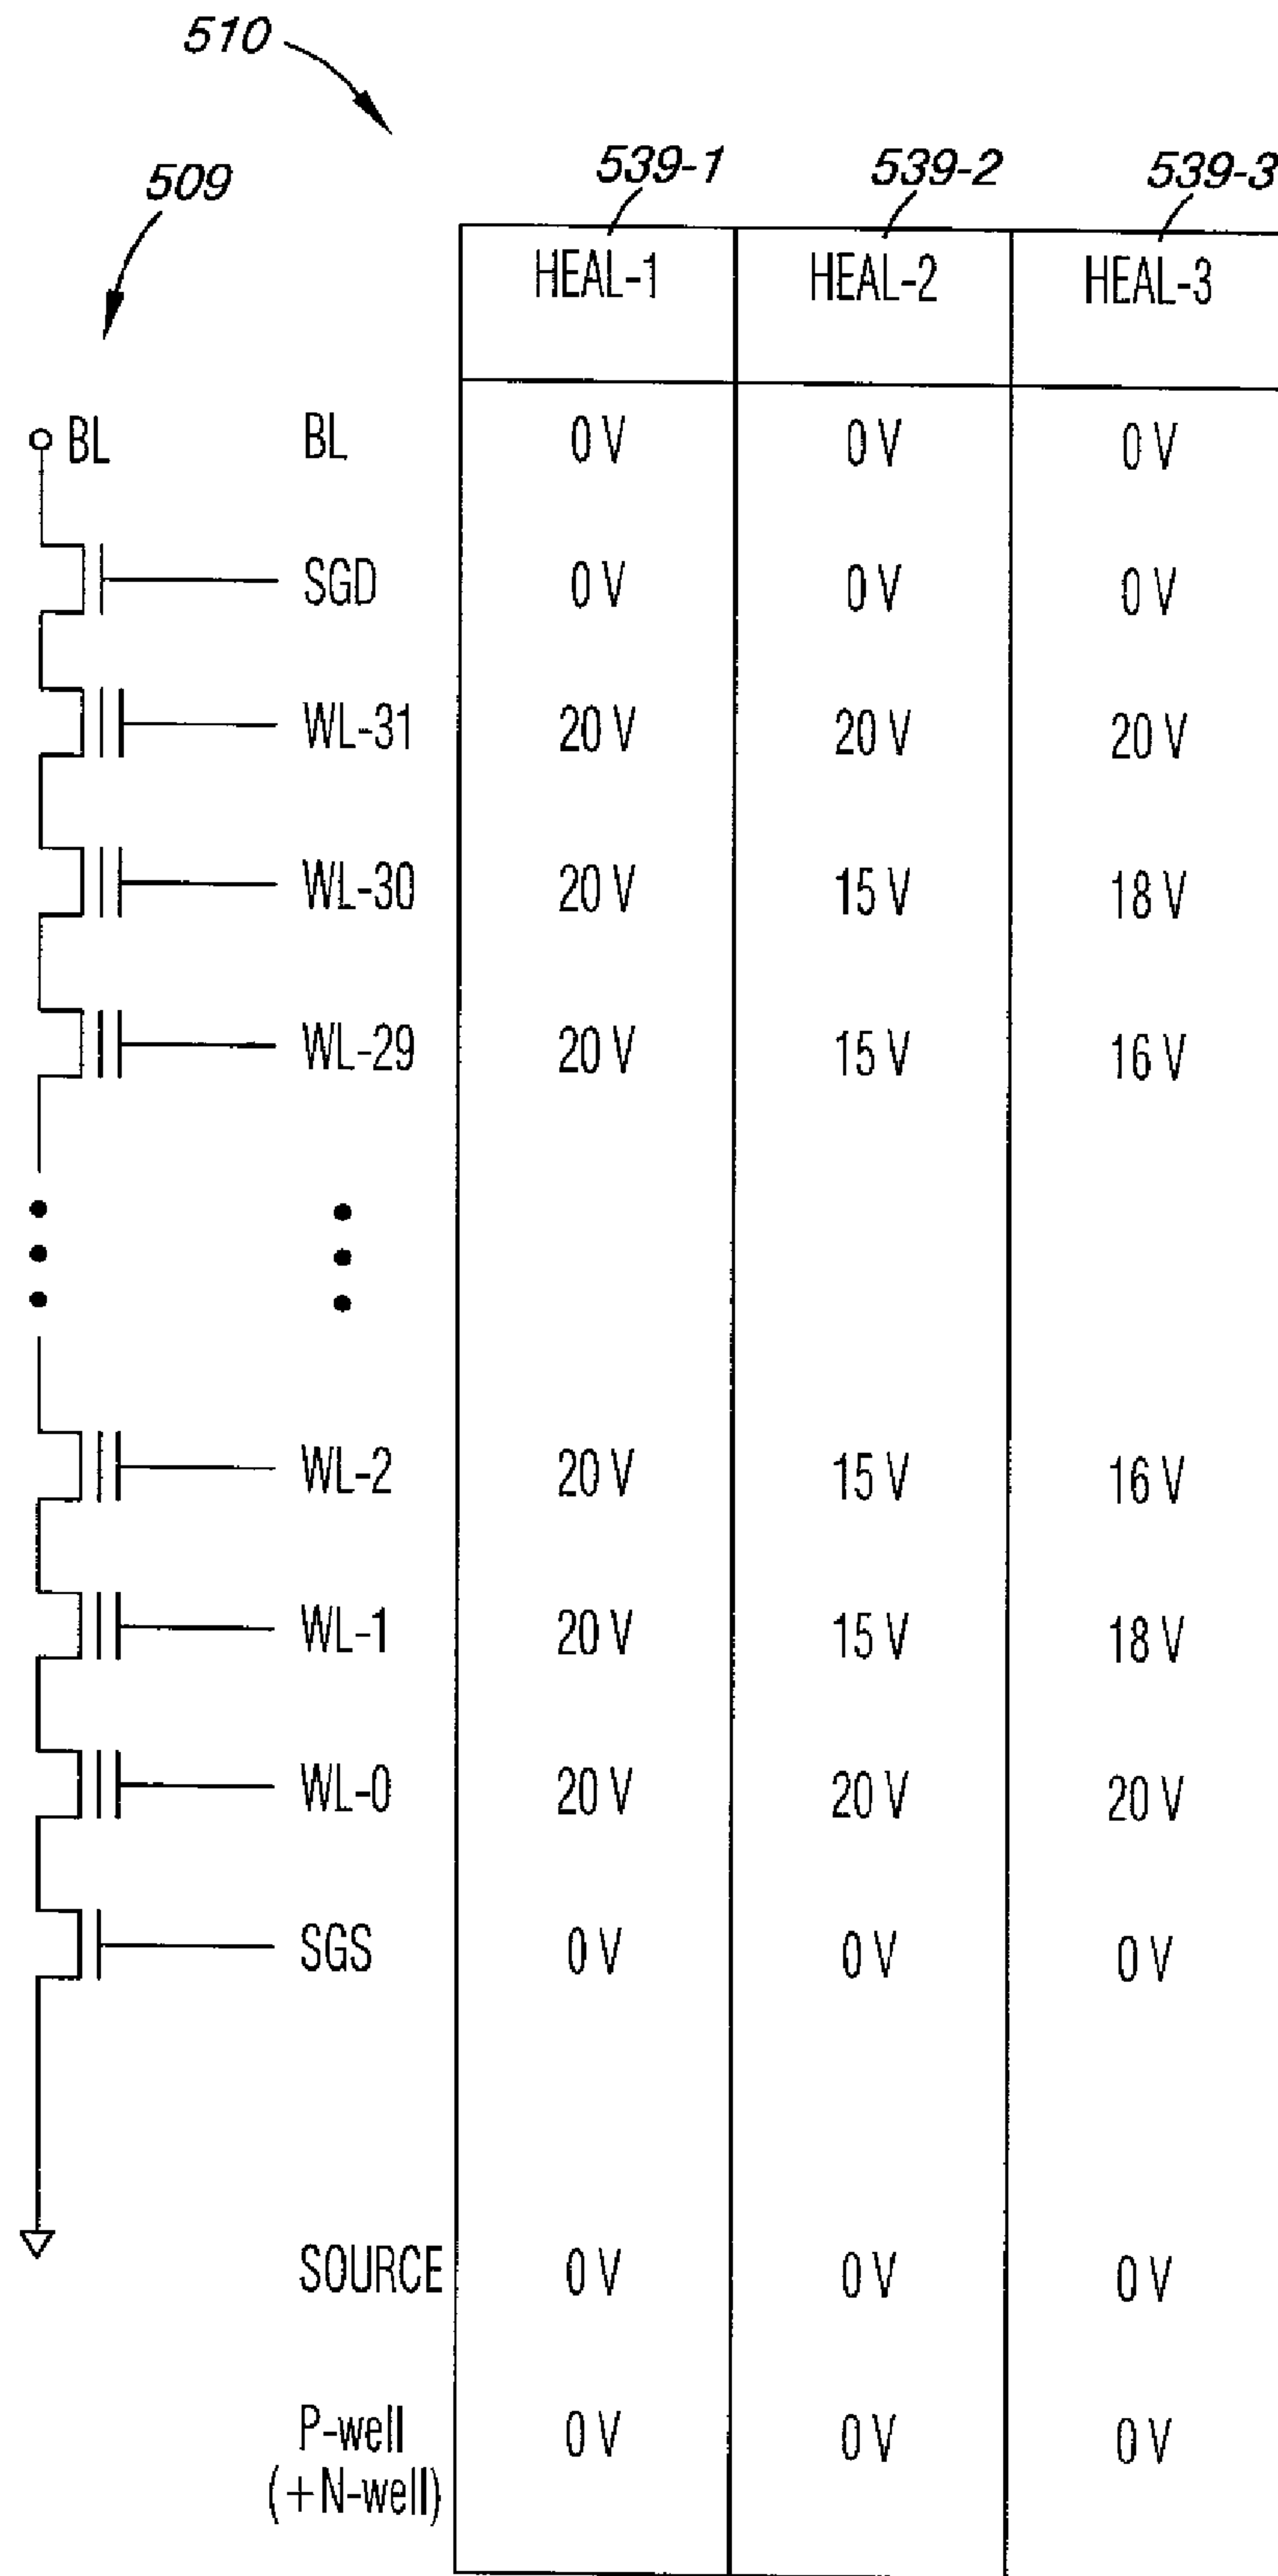 510
509
539-1 539-2 539-3
HEAL-1 HEAL-2 HEAL-3
BL BL 0 V 0 V 0 V
SGD 0 V 0 V 0 V
WL-31 20 V 20 V 20 V
WL-30 20 V 15 V 18 V
WL-29 20 V 15 V 16 V
WL-2 20 V 15 V 16 V
WL-1 20 V 15 V 18 V
WL-0 20 V 20 V 20 V
SGS 0 V 0 V 0 V
SOURCE 0 V 0 V 0 V
P-well 0 V 0 V 0 V
(+N-well)